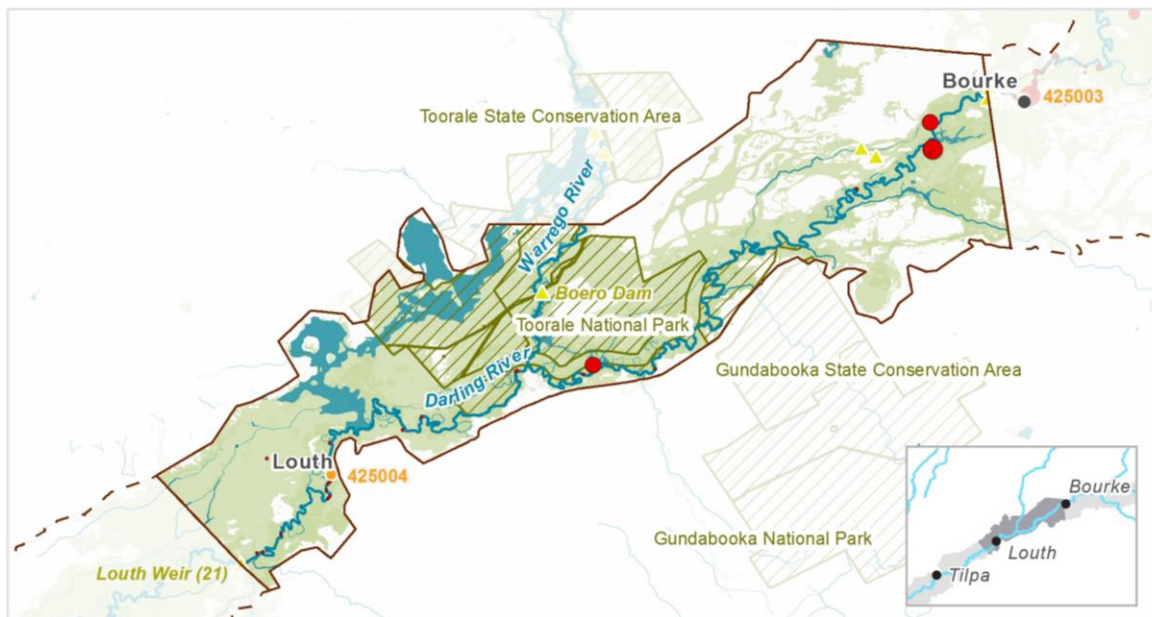 Bourke
425003
Toorale State Conservation Area
Warrego River
Boero Dam
Toorale National Park
Darling River
Gundabooka State Conservation Area
Louth
425004
Gundabooka National Park
Louth Weir (21)
Bourke
Louth
Tilpa